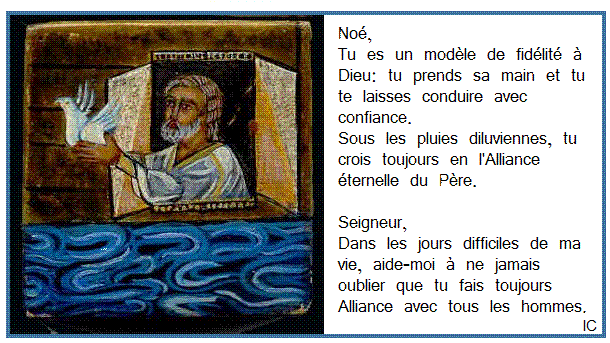 Noé,
Tu es un modèle de fidélité à
Dieu: tu prends sa main et tu
te laisses conduire avec
confiance.
Sous les pluies diluviennes, tu
crois toujours en l'Alliance
éternelle du Père.
Seigneur,
Dans les jours difficiles de ma
vie, aide-moi à ne jamais
oublier que tu fais toujours
Alliance avec tous les hommes.
IC